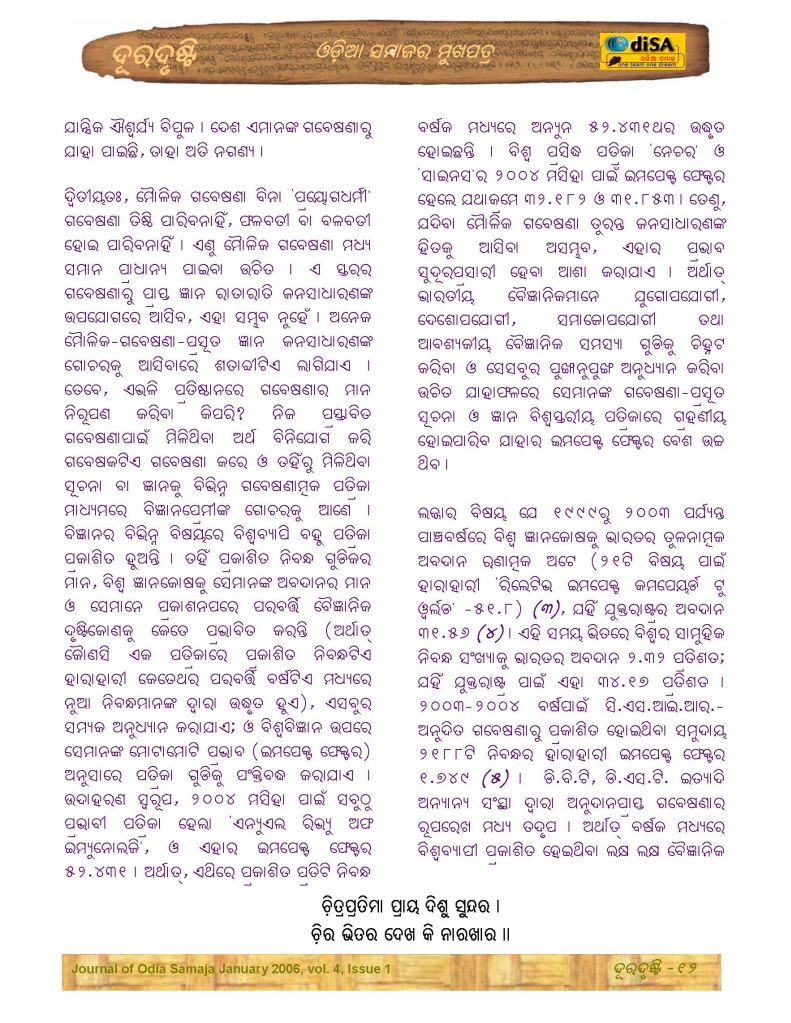 ଦୂରଦୃଷ୍ଟି
ଓଡ଼ିଆ ସମାଜର ମୁଖପତ୍ର
diSA
ଓଡ଼ିଆ ସମାଜ
one team one dream
ଯାନ୍ତ୍ରିକ ଐଶ୍ୱର୍ଯ୍ୟ ବିପୁଳ । ଦେଶ ଏମାନଙ୍କ ଗବେଷଣାରୁ
ଯାହା ପାଇଛି, ତାହା ଅତି ନଗଣ୍ୟ ।
ଦ୍ୱିତୀୟତଃ, ମୌଳିକ ଗବେଷଣା ବିନା 'ପ୍ରୟୋଗଧର୍ମୀ'
ଗବେଷଣା ତିଷ୍ଠି ପାରିବନାହିଁ, ଫଳବତୀ ବା ବଳବତୀ
ହୋଇ ପାରିବନାହିଁ । ଏଣୁ ମୌଳିକ ଗବେଷଣା ମଧ୍ୟ
ସମାନ ପ୍ରାଧାନ୍ୟ ପାଇବା ଉଚିତ । ଏ ସ୍ତରର
ଗବେଷଣାରୁ ପ୍ରାପ୍ତ ଜ୍ଞାନ ରାତାରାତି ଜନସାଧାରଣଙ୍କ
ଉପଯୋଗରେ ଆସିବ, ଏହା ସମ୍ଭବ ନୁହେଁ । ଅନେକ
ମୌଳିକ-ଗବେଷଣା-ପ୍ରସୂତ ଜ୍ଞାନ ଜନସାଧାରଣଙ୍କ
ଗୋଚରକୁ ଆସିବାରେ ଶତାବ୍ଦୀଟିଏ ଲାଗିଯାଏ ।
ତେବେ, ଏଭଳି ପ୍ରତିଷ୍ଠାନରେ ଗବେଷଣାର ମାନ
ନିରୂପଣ କରିବା କିପରି? ନିଜ ପ୍ରସ୍ତାବିତ
ଗବେଷଣାପାଇଁ ମିଳିଥିବା ଅର୍ଥ ବିନିଯୋଗ କରି
ଗବେଷକଟିଏ ଗବେଷଣା କରେ ଓ ତହିଁରୁ ମିଳିଥିବା
ସୂଚନା ବା ଜ୍ଞାନକୁ ବିଭିନ୍ନ ଗବେଷଣାତ୍ମକ ପତ୍ରିକା
ମାଧ୍ୟମରେ ବିଜ୍ଞାନପ୍ରେମୀଙ୍କ ଗୋଚରକୁ ଆଣେ ।
ବିଜ୍ଞାନର ବିଭିନ୍ନ ବିଷୟରେ ବିଶ୍ୱବ୍ୟାପି ବହୁ ପତ୍ରିକା
ପ୍ରକାଶିତ ହୁଅନ୍ତି । ତହିଁ ପ୍ରକାଶିତ ନିବନ୍ଧ ଗୁଡିକର
ମାନ, ବିଶ୍ୱ ଜ୍ଞାନକୋଷକୁ ସେମାନଙ୍କ ଅବଦାନର ମାନ
ଓ ସେମାନେ ପ୍ରକାଶନପରେ ପରବର୍ତ୍ତି ବୈଜ୍ଞାନିକ
ଦୃଷ୍ଟିକୋଣକୁ କେତେ ପ୍ରଭାବିତ କରନ୍ତି (ଅର୍ଥାତ୍
କୌଣସି ଏକ ପତ୍ରିକାରେ ପ୍ରକାଶିତ ନିବନ୍ଧଟିଏ
ହାରାହାରୀ କେତେଥର ପରବର୍ତ୍ତି ବର୍ଷଟିଏ ମଧ୍ୟରେ
ନୁଆ ନିବନ୍ଧମାନଙ୍କ ଦ୍ୱାରା ଉଦ୍ଧୃତ ହୁଏ), ଏସବୁର
ସମ୍ୟକ ଅନୁଧ୍ୟାନ କରାଯାଏ; ଓ ବିଶ୍ୱବିଜ୍ଞାନ ଉପରେ
ସେମାନଙ୍କ ମୋଟାମୋଟି ପ୍ରଭାବ (ଇମପେକ୍ଟ ଫେକ୍ଟର)
ଅନୁସାରେ ପତ୍ରିକା ଗୁଡିକୁ ପଂକ୍ତିବଦ୍ଧ କରାଯାଏ ।
ଉଦାହରଣ ସ୍ୱରୂପ, ୨୦୦୪ ମସିହା ପାଇଁ ସବୁଠୁ
ପ୍ରଭାବୀ ପତ୍ରିକା ହେଲା 'ଏନ୍ୟୁଏଲ ରିଭ୍ୟୁ ଅଫ
ଇମ୍ୟୁନୋଲଜି', ଓ ଏହାର ଇମପେକ୍ଟ ଫେକ୍ଟର
୫୨.୪୩୧ । ଅର୍ଥାତ୍, ଏଥିରେ ପ୍ରକାଶିତ ପ୍ରତିଟି ନିବନ୍ଧ
ବର୍ଷକ ମଧ୍ୟରେ ଅନ୍ୟୁନ ୫୨.୪୩୧ଥର ଉଦ୍ଧୃତ
ହୋଇଛନ୍ତି । ବିଶ୍ୱ ପ୍ରସିଦ୍ଧ ପତ୍ରିକା 'ନେଚର' ଓ
'ସାଇନସ'ର ୨୦୦୪ ମସିହା ପାଇଁ ଇମପେକ୍ଟ ଫେକ୍ଟର
ହେଲେ ଯଥାକ୍ରମେ ୩୨.୧୮୨ ଓ ୩୧.୮୫୩ । ତେଣୁ,
ଯଦିବା ମୌଳିକ ଗବେଷଣା ତୁରନ୍ତ ଜନସାଧାରଣଙ୍କ
ହିତକୁ ଆସିବା ଅସମ୍ଭବ, ଏହାର ପ୍ରଭାବ
ସୁଦୂରପ୍ରସାରୀ ହେବା ଆଶା କରାଯାଏ । ଅର୍ଥାତ୍
ଭାରତୀୟ ବୈଜ୍ଞାନିକମାନେ ଯୁଗୋପଯୋଗୀ,
ଦେଶୋପଯୋଗୀ, ସମାଜୋପଯୋଗୀ ତଥା
ଆବଶ୍ୟକୀୟ ବୈଜ୍ଞାନିକ ସମସ୍ୟା ଗୁଡିକୁ ଚିହ୍ନଟ
କରିବା ଓ ସେସବୁର ପୁଙ୍ଖାନୁପୁଙ୍ଖ ଅନୁଧ୍ୟାନ କରିବା
ଉଚିତ ଯାହାଫଳରେ ସେମାନଙ୍କ ଗବେଷଣା-ପ୍ରସୂତ
ସୂଚନା ଓ ଜ୍ଞାନ ବିଶ୍ୱସ୍ତରୀୟ ପତ୍ରିକାରେ ଗ୍ରହଣୀୟ
ହୋଇପାରିବ ଯାହାର ଇମପେକ୍ଟ ଫେକ୍ଟର ବେଶ ଉଚ୍ଚ
ଥିବ ।
ଲଜ୍ଜାର ବିଷୟ ଯେ ୧୯୯୯ରୁ ୨୦୦୩ ପର୍ଯ୍ୟନ୍ତ
ପାଞ୍ଚବର୍ଷରେ ବିଶ୍ୱ ଜ୍ଞାନକୋଷକୁ ଭାରତର ତୁଳନାତ୍ମକ
ଅବଦାନ ଋଣାତ୍ମକ ଅଟେ (୨୧ଟି ବିଷୟ ପାଇଁ
ହାରାହାରୀ 'ରିଲେଟିଭ ଇମପେକ୍ଟ କମପେୟର୍ଡ ଟୁ
ଓ୍ୱର୍ଲଡ' -୫୧.୮) (୩), ଯହିଁ ଯୁକ୍ତରାଷ୍ଟ୍ରର ଅବଦାନ
୩୧.୫୬ (୪) । ଏହି ସମୟ ଭିତରେ ବିଶ୍ୱର ସାମୁହିକ
ନିବନ୍ଧ ସଂଖ୍ୟାକୁ ଭାରତର ଅବଦାନ ୨.୩୨ ପ୍ରତିଶତ;
ଯହିଁ ଯୁକ୍ତରାଷ୍ଟ୍ର ପାଇଁ ଏହା ୩୪.୧୭ ପ୍ରତିଶତ ।
୨୦୦୩-୨୦୦୪ ବର୍ଷପାଇଁ ସି.ଏସ.ଆଇ.ଆର.-
ଅନୁଦିତ ଗବେଷଣାରୁ ପ୍ରକାଶିତ ହୋଇଥିବା ସମୁଦାୟ
୨୧୮୮ଟି ନିବନ୍ଧର ହାରାହାରୀ ଇମପେକ୍ଟ ଫେକ୍ଟର
୧.୭୪୯ (୫) । ଡି.ବି.ଟି, ଡି.ଏସ.ଟି. ଇତ୍ୟାଦି
ଅନ୍ୟାନ୍ୟ ସଂସ୍ଥା ଦ୍ୱାରା ଅନୁଦାନପ୍ରାପ୍ତ ଗବେଷଣାର
ରୂପରେଖ ମଧ୍ୟ ତଦୃପ । ଅର୍ଥାତ୍ ବର୍ଷକ ମଧ୍ୟରେ
ବିଶ୍ୱବ୍ୟାପୀ ପ୍ରକାଶିତ ହେଇଥିବା ଲକ୍ଷ ଲକ୍ଷ ବୈଜ୍ଞାନିକ
ଚିତ୍ରପ୍ରତିମା ପ୍ରାୟ ଦିଶୁ ସୁନ୍ଦର ।
ଚିର ଭିତର ଦେଖ କି ନାରଖାର ॥
Journal of Odia Samaja January 2006, vol. 4, Issue 1
ଦୂରଦୃଷ୍ଟି - ୧୨